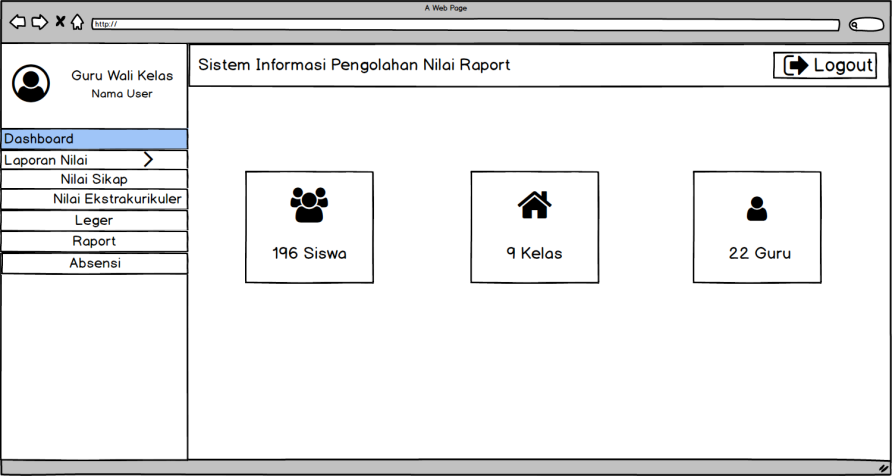 A Web Page
http://
Guru Wali Kelas
Nama User
Sistem Informasi Pengolahan Nilai Raport
Logout
Dashboard
Laporan Nilai
Nilai Sikap
Nilai Ekstrakurikuler
Leger
Raport
Absensi
196 Siswa
9 Kelas
22 Guru